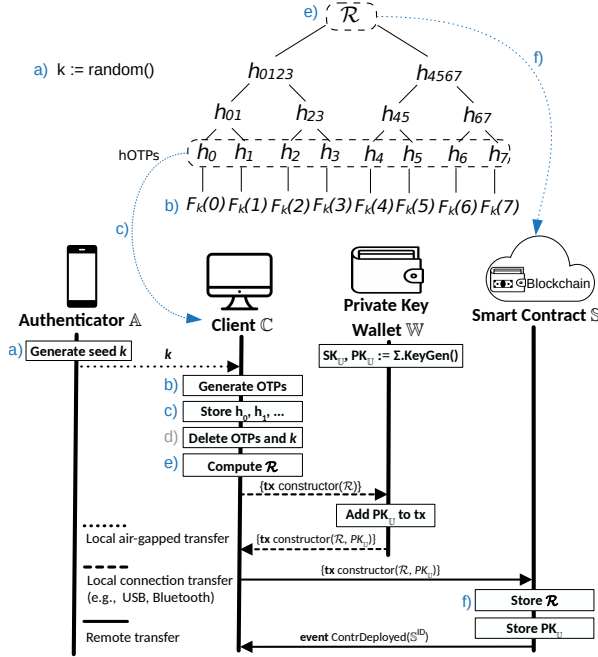 e) ℛ
f)
a) k := random()
h0123 h4567
h01 h23 h45 h67
hOTPs h0 h1 h2 h3 h4 h5 h6 h7
b) Fk(0) Fk(1) Fk(2) Fk(3) Fk(4) Fk(5) Fk(6) Fk(7)
c)
Blockchain
Authenticator 𝔸
Client ℂ
Private Key
Wallet 𝕎
Smart Contract 𝕊
a) Generate seed k
k
SK𝕌, PK𝕌 := Σ.KeyGen()
b) Generate OTPs
c) Store h0, h1, ...
d) Delete OTPs and k
e) Compute ℛ
{tx constructor(ℛ)}
Add PK𝕌 to tx
{tx constructor(ℛ, PK𝕌)}
{tx constructor(ℛ, PK𝕌)}
f) Store ℛ
Store PK𝕌
event ContrDeployed(𝕊ID)
Local air-gapped transfer
Local connection transfer
(e.g., USB, Bluetooth)
Remote transfer